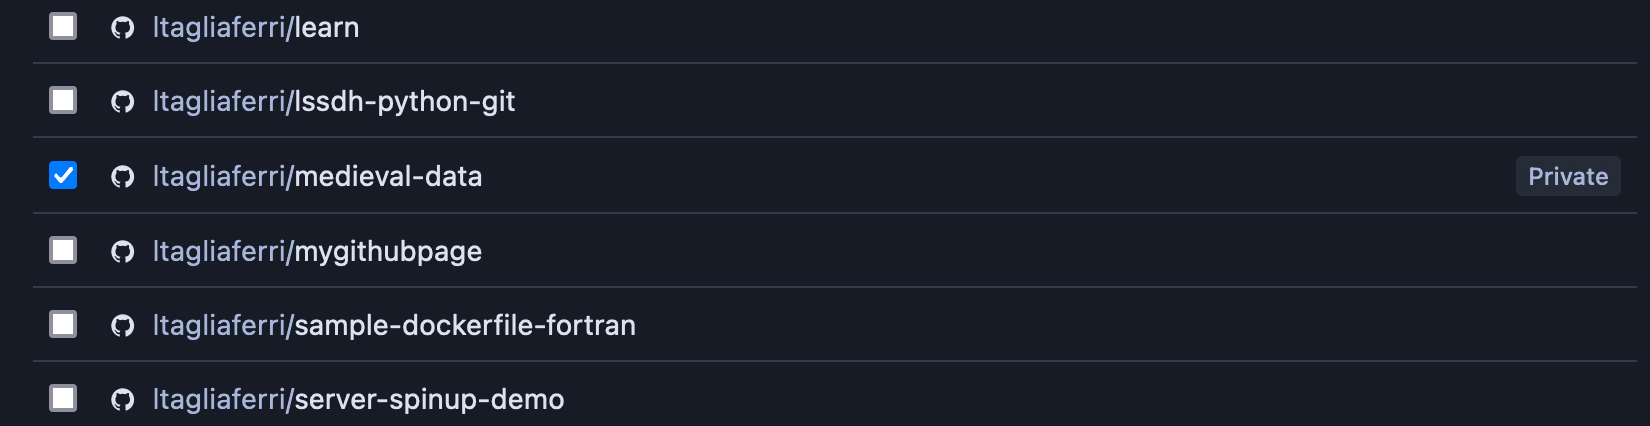 ltagliaferri/learn
ltagliaferri/lssdh-python-git
ltagliaferri/medieval-data Private
ltagliaferri/mygithubpage
ltagliaferri/sample-dockerfile-fortran
ltagliaferri/server-spinup-demo